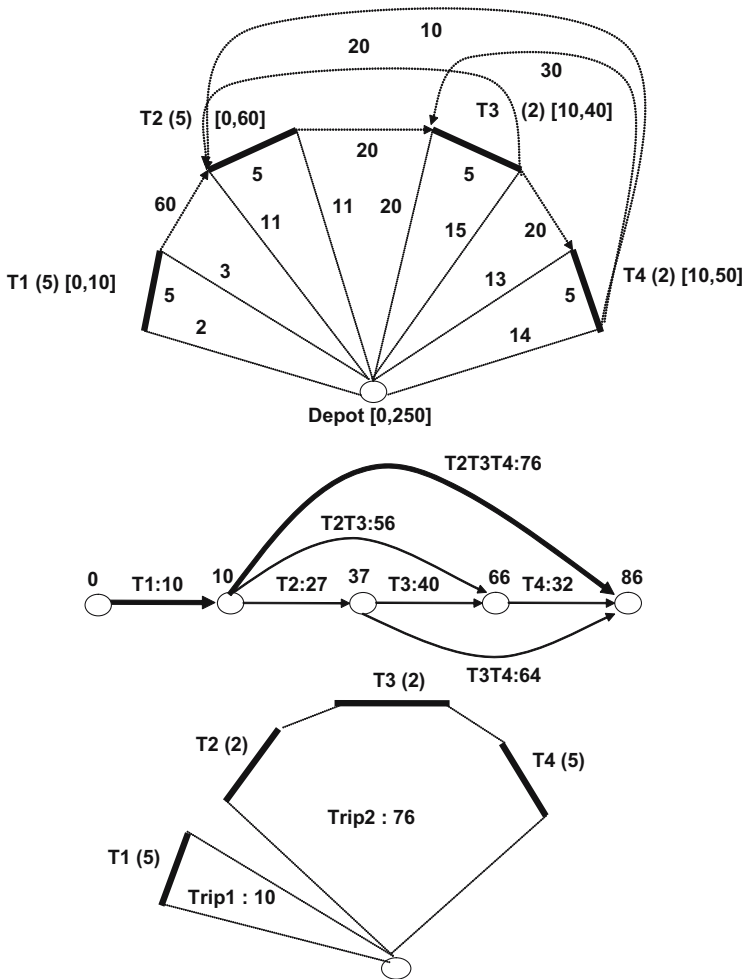 10
20
30
T2 (5) [0,60]
T3 (2) [10,40]
20
5
5
60
11
11
20
15
20
3
13
T1 (5) [0,10]
5
2
5
T4 (2) [10,50]
14
Depot [0,250]
T2T3T4:76
T2T3:56
0
T1:10
10
T2:27
37
T3:40
66
T4:32
86
T3T4:64
T3 (2)
T2 (2)
T4 (5)
Trip2 : 76
T1 (5)
Trip1 : 10